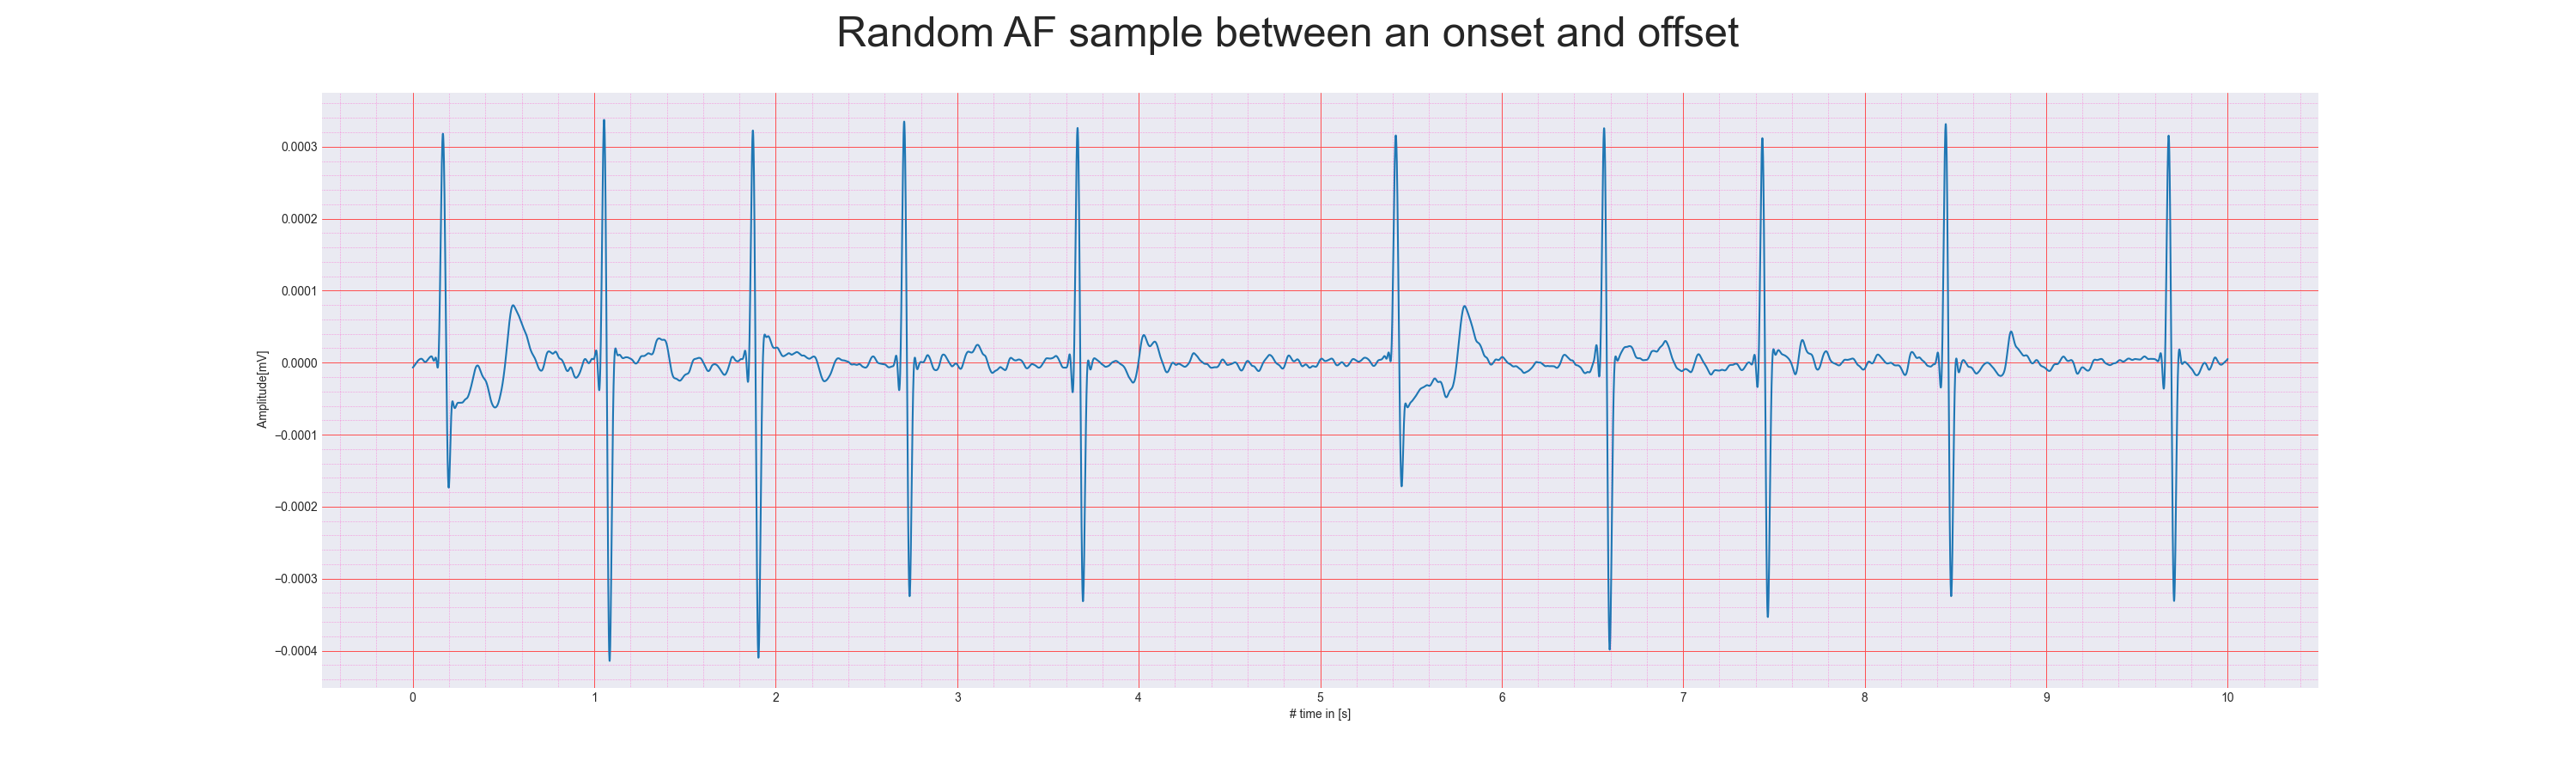 Random AF sample between an onset and offset
0.0003
0.0002
0.0001
0.0000
−0.0001
−0.0002
−0.0003
−0.0004
Amplitude[mV]
0 1 2 3 4 5 6 7 8 9 10
# time in [s]